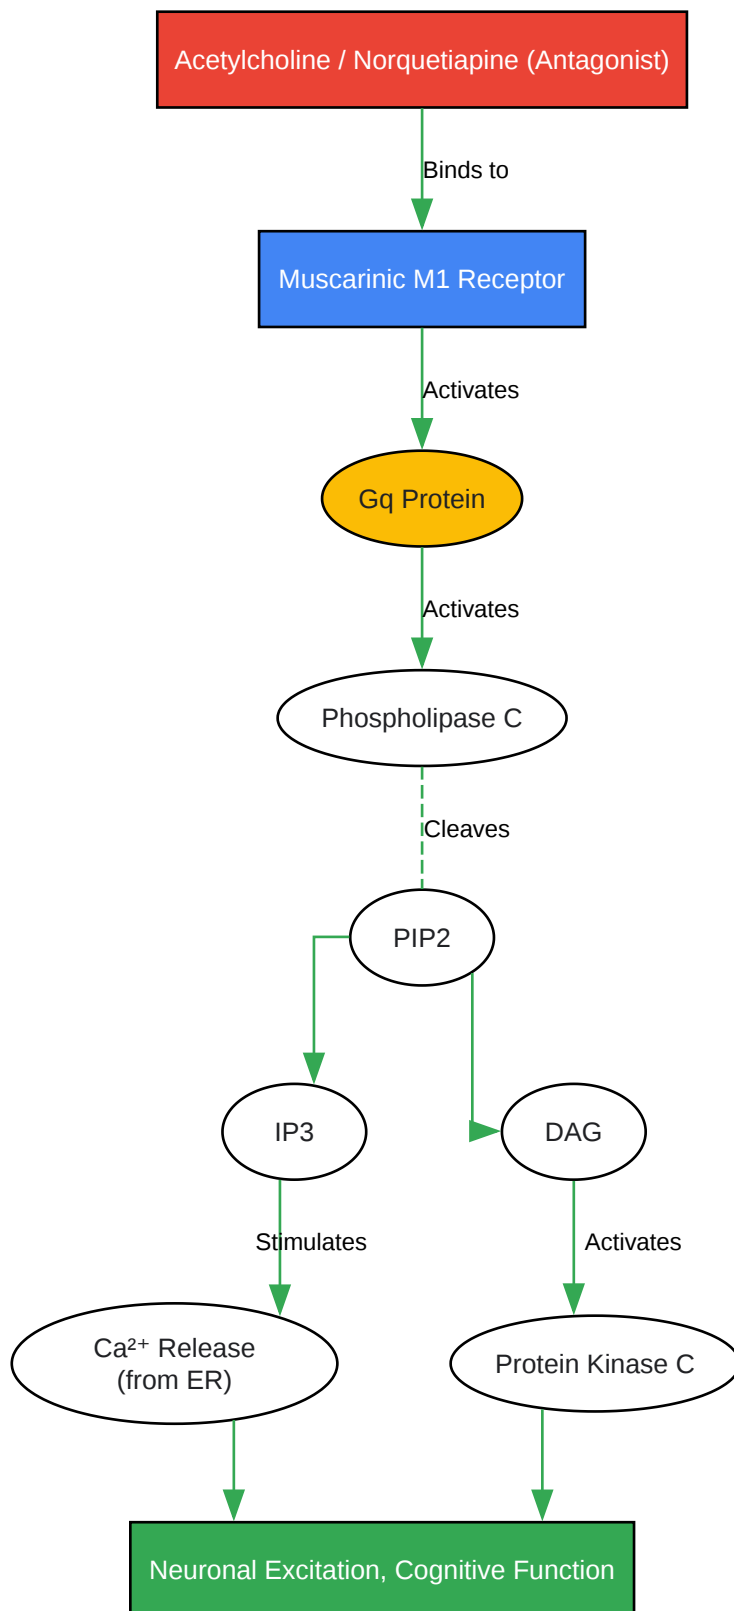 Acetylcholine / Norquetiapine (Antagonist)
Binds to
Muscarinic M1 Receptor
Activates
Gq Protein
Activates
Phospholipase C
Cleaves
PIP2
IP3
DAG
Stimulates
Activates
Ca²⁺ Release
(from ER)
Protein Kinase C
Neuronal Excitation, Cognitive Function